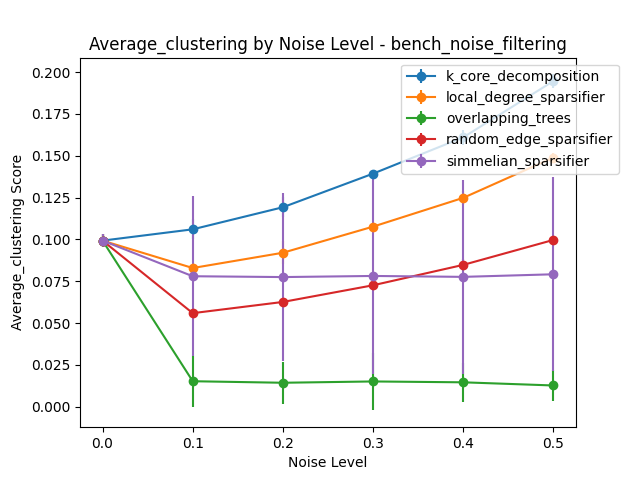 Average_clustering by Noise Level - bench_noise_filtering
k_core_decomposition
local_degree_sparsifier
overlapping_trees
random_edge_sparsifier
simmelian_sparsifier
Average_clustering Score
0.200
0.175
0.150
0.125
0.100
0.075
0.050
0.025
0.000
0.0 0.1 0.2 0.3 0.4 0.5
Noise Level